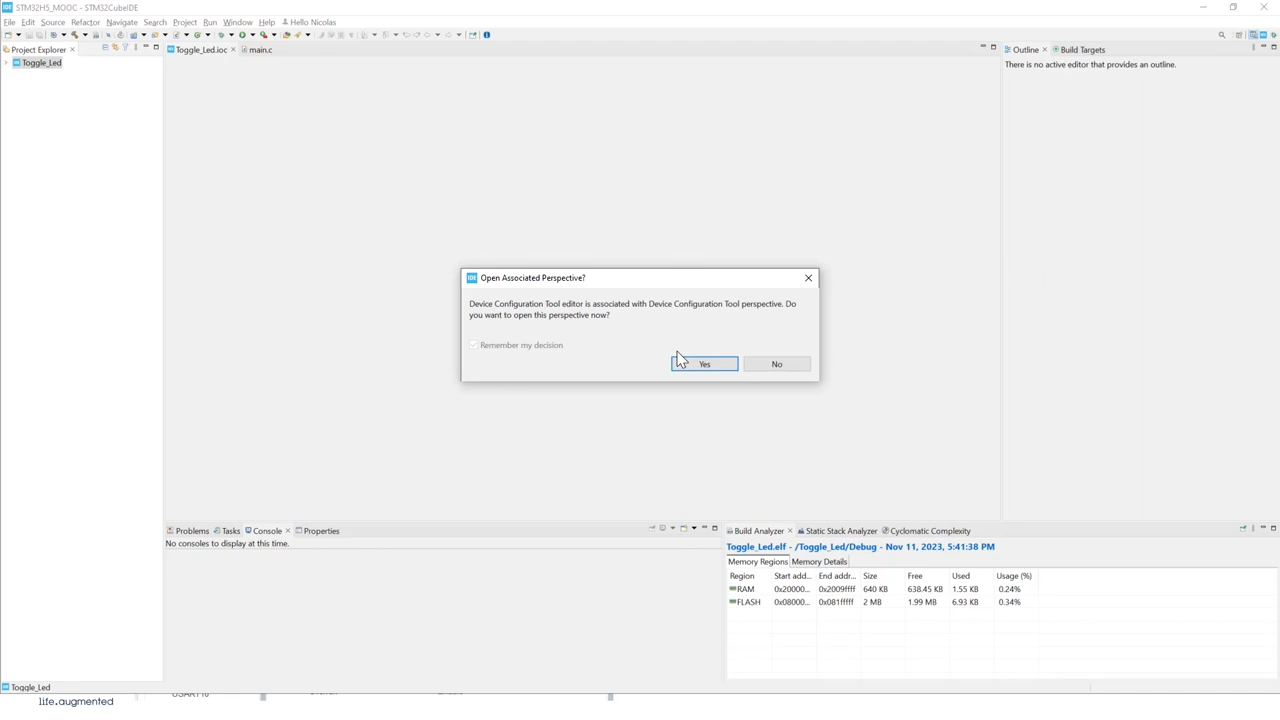 STM32H5_MOOC - STM32CubeIDE
File Edit Source Refactor Navigate Search Project Run Window Help Hello Nicolas
Project Explorer
Toggle_Led.ioc main.c
Outline Build Targets
Toggle_Led
There is no active editor that provides an outline.
IDE Open Associated Perspective?
Device Configuration Tool editor is associated with Device Configuration Tool perspective. Do
you want to open this perspective now?
Remember my decision
Yes No
Problems Tasks Console Properties
No consoles to display at this time.
Build Analyzer Static Stack Analyzer Cyclomatic Complexity
Toggle_Led.elf - /Toggle_Led/Debug - Nov 11, 2023, 5:41:38 PM
Memory Regions Memory Details
Region Start add... End addr... Size Free Used Usage (%)
RAM 0x20000... 0x2009ffff 640 KB 638.45 KB 1.55 KB 0.24%
FLASH 0x08000... 0x081fffff 2 MB 1.99 MB 6.93 KB 0.34%
Toggle_Led
life.augmented